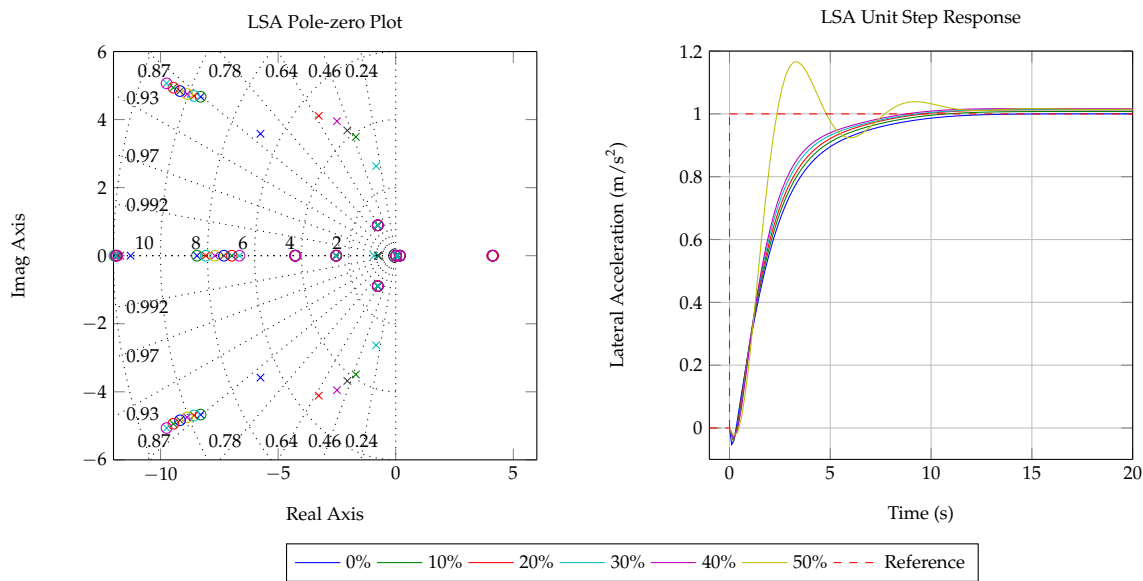 LSA Pole-zero Plot
6
4
2
0
−2
−4
−6
Imag Axis
0.87 0.78 0.64 0.46 0.24
0.93
0.97
0.992
10 8 6 4 2
0.992
0.97
0.93
0.87 0.78 0.64 0.46 0.24
−10 −5 0 5
Real Axis
LSA Unit Step Response
1.2
1
0.8
0.6
0.4
0.2
0
Lateral Acceleration (m/s²)
0 5 10 15 20
Time (s)
0% 10% 20% 30% 40% 50% Reference